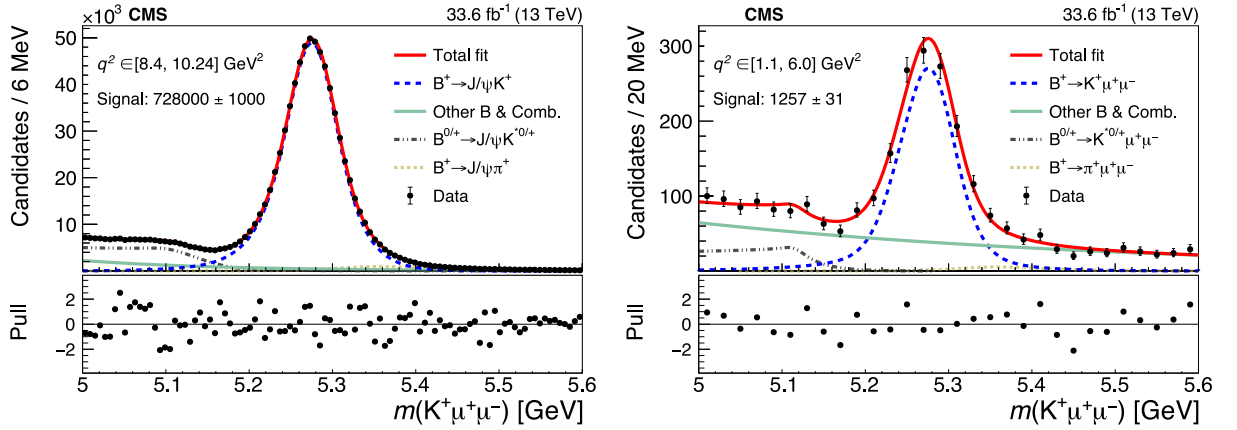 ×10³ CMS 33.6 fb⁻¹ (13 TeV)
Candidates / 6 MeV
50
40
30
20
10
q² ∈[8.4, 10.24] GeV²
Signal: 728000 ± 1000
Total fit
B⁺→J/ψK⁺
Other B & Comb.
B⁰ᐟ⁺→J/ψK*⁰ᐟ⁺
B⁺→J/ψπ⁺
Data
Pull
2
0
−2
5 5.1 5.2 5.3 5.4 5.5 5.6
m(K⁺μ⁺μ⁻) [GeV]
CMS 33.6 fb⁻¹ (13 TeV)
Candidates / 20 MeV
300
200
100
q² ∈[1.1, 6.0] GeV²
Signal: 1257 ± 31
Total fit
B⁺→K⁺μ⁺μ⁻
Other B & Comb.
B⁰ᐟ⁺→K*⁰ᐟ⁺μ⁺μ⁻
B⁺→π⁺μ⁺μ⁻
Data
Pull
2
0
−2
5 5.1 5.2 5.3 5.4 5.5 5.6
m(K⁺μ⁺μ⁻) [GeV]